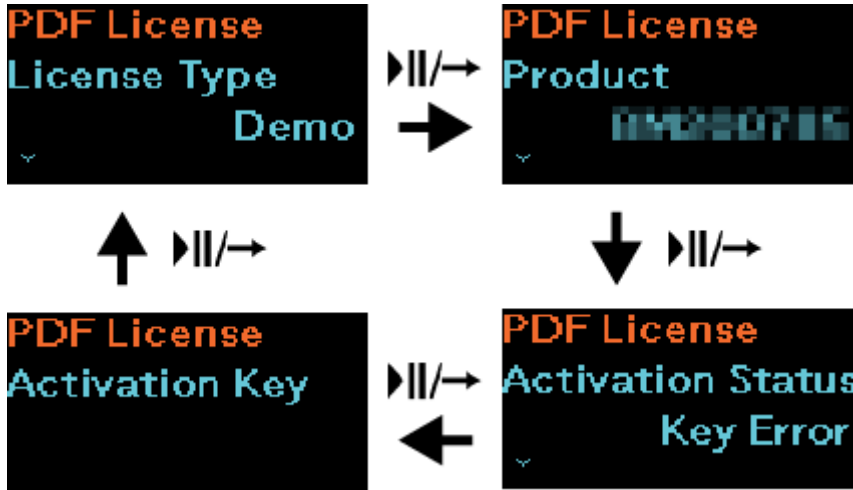 PDF License
License Type
Demo
PDF License
Product
PDF License
Activation Key
PDF License
Activation Status
Key Error